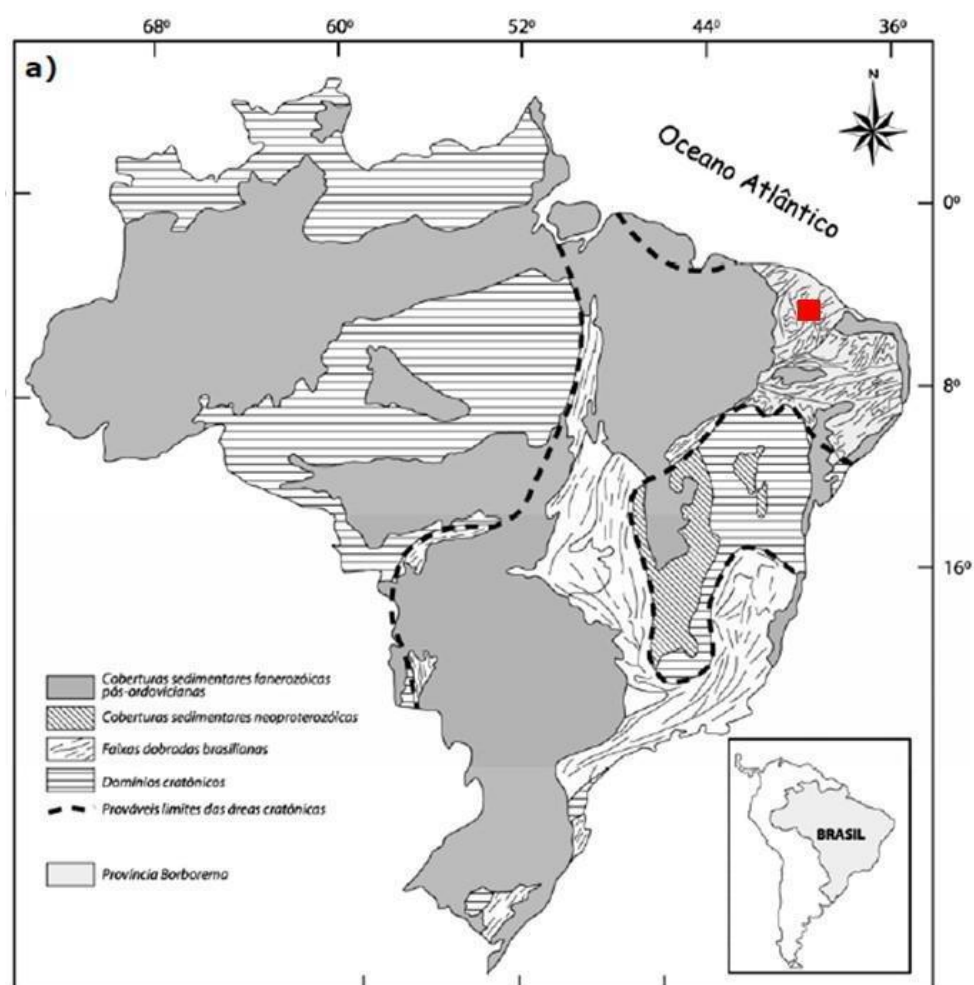 68º 60º 52º 44º 36º
a)
N
Oceano Atlântico
0º
8º
16º
Coberturas sedimentares fanerozóicas
pós-ordovicianas
Coberturas sedimentares neoproterozóicas
Faixas dobradas brasilianas
Domínios cratônicos
Prováveis limites das áreas cratônicas
Província Borborema
BRASIL